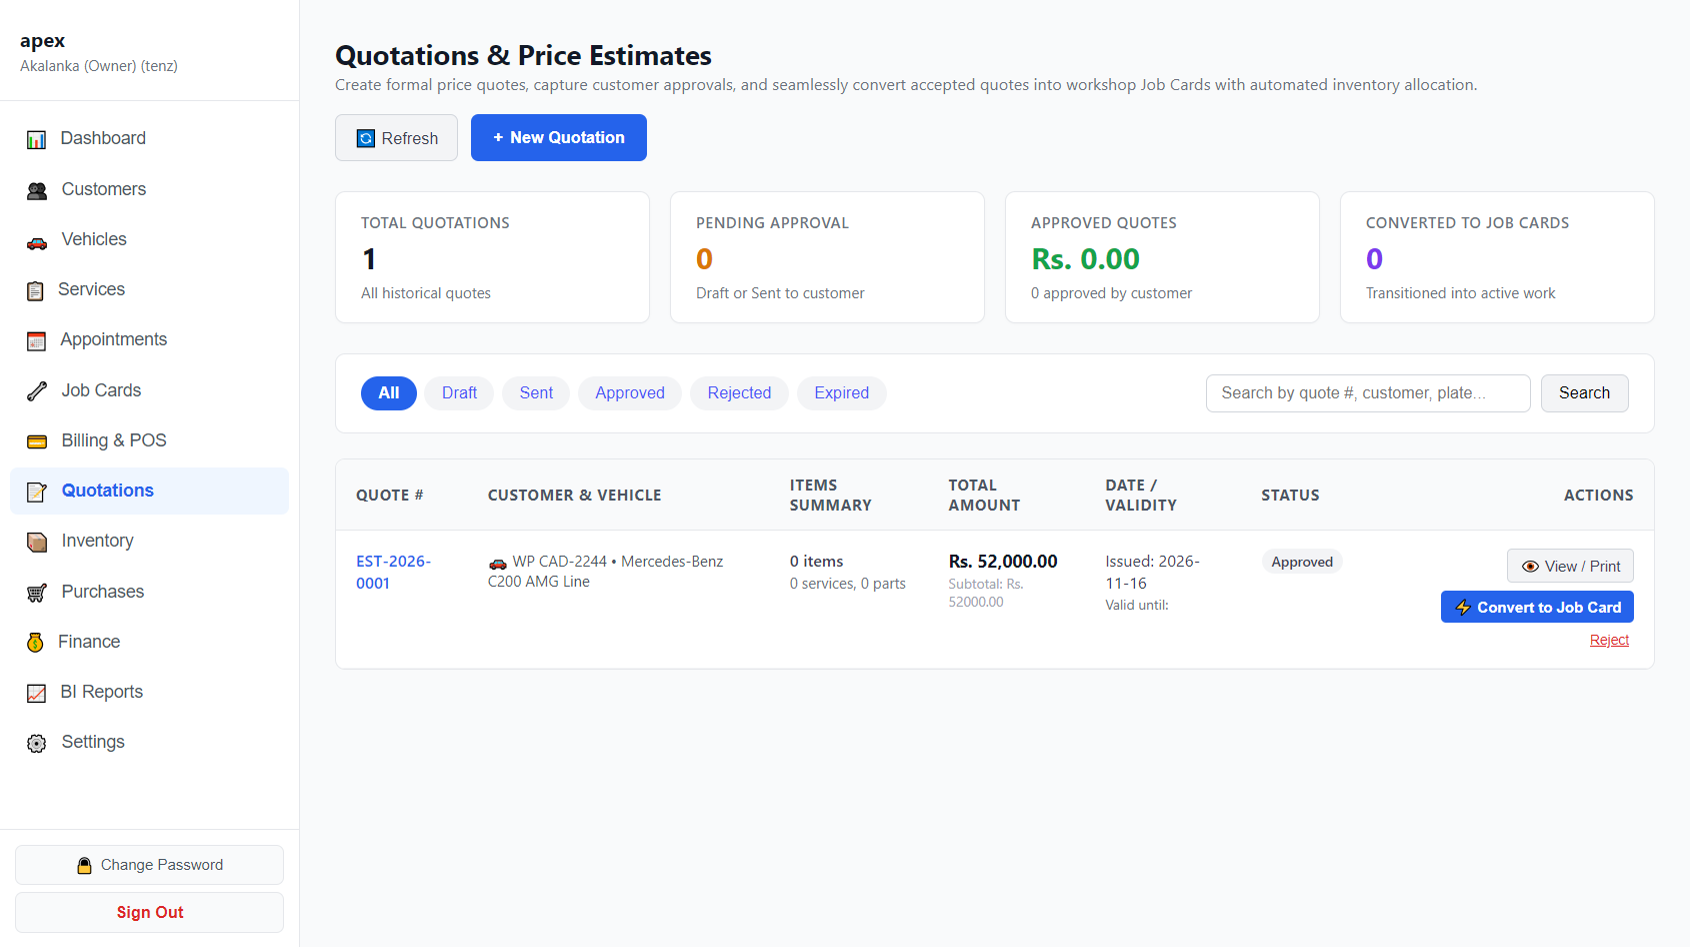 apex
Akalanka (Owner) (tenz)
Dashboard
Customers
Vehicles
Services
Appointments
Job Cards
Billing & POS
Quotations
Inventory
Purchases
Finance
BI Reports
Settings
Change Password
Sign Out
Quotations & Price Estimates
Create formal price quotes, capture customer approvals, and seamlessly convert accepted quotes into workshop Job Cards with automated inventory allocation.
Refresh
+ New Quotation
TOTAL QUOTATIONS
1
All historical quotes
PENDING APPROVAL
0
Draft or Sent to customer
APPROVED QUOTES
Rs. 0.00
0 approved by customer
CONVERTED TO JOB CARDS
0
Transitioned into active work
All
Draft
Sent
Approved
Rejected
Expired
Search by quote #, customer, plate...
Search
QUOTE #
CUSTOMER & VEHICLE
ITEMS
SUMMARY
TOTAL
AMOUNT
DATE /
VALIDITY
STATUS
ACTIONS
EST-2026-
0001
WP CAD-2244 • Mercedes-Benz
C200 AMG Line
0 items
0 services, 0 parts
Rs. 52,000.00
Subtotal: Rs.
52000.00
Issued: 2026-
11-16
Valid until:
Approved
View / Print
Convert to Job Card
Reject